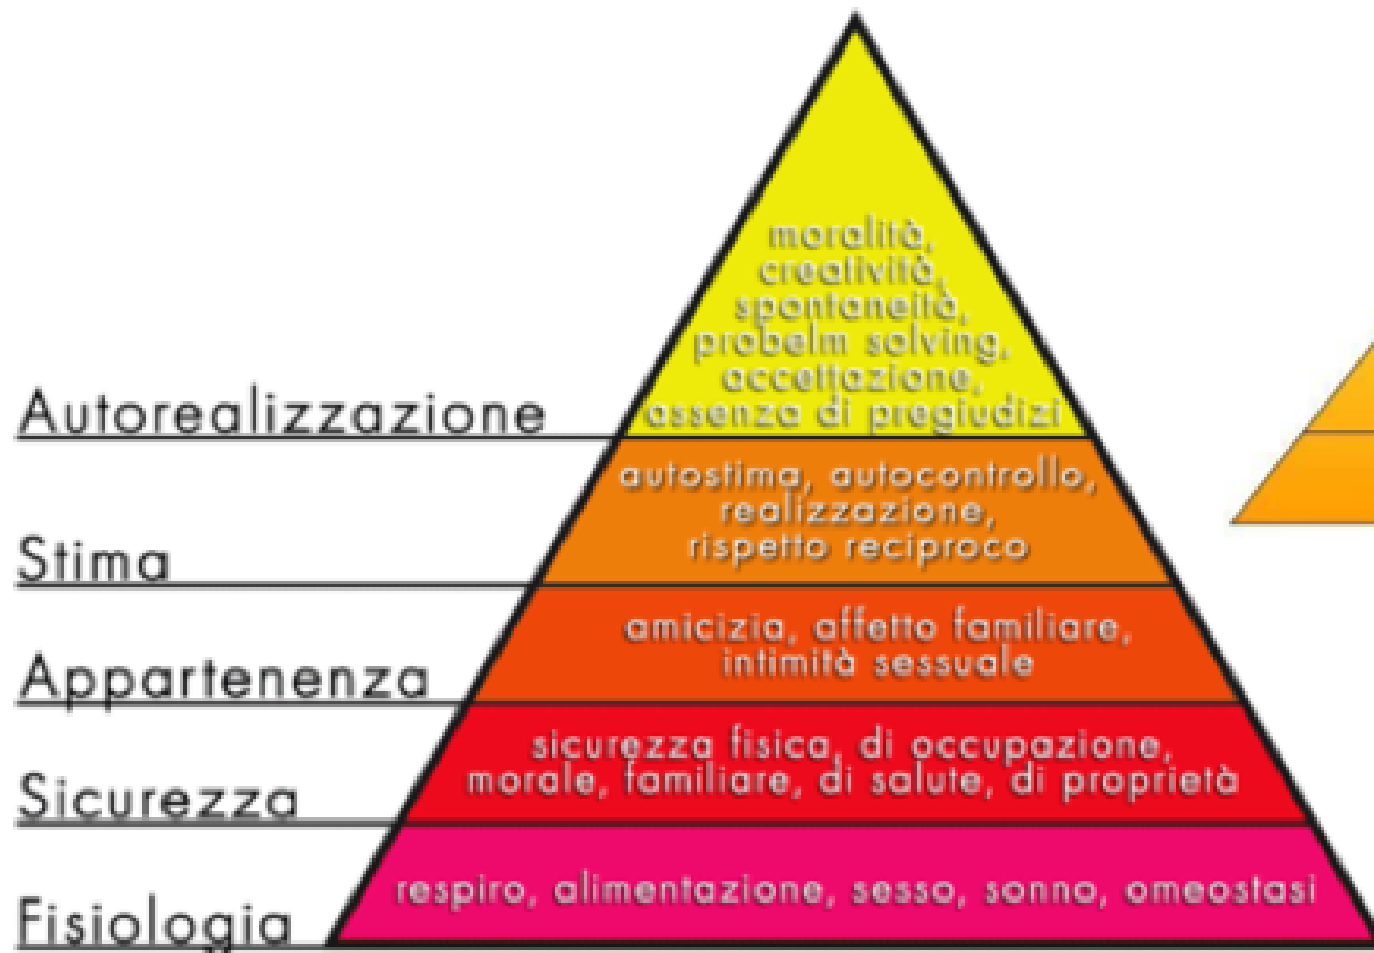 moralità,
creatività,
spontaneità,
probelm solving,
accettazione,
assenza di pregiudizi
Autorealizzazione
autostima, autocontrollo,
realizzazione,
rispetto reciproco
Stima
amicizia, affetto familiare,
intimità sessuale
Appartenenza
sicurezza fisica, di occupazione,
morale, familiare, di salute, di proprietà
Sicurezza
respiro, alimentazione, sesso, sonno, omeostasi
Fisiologia